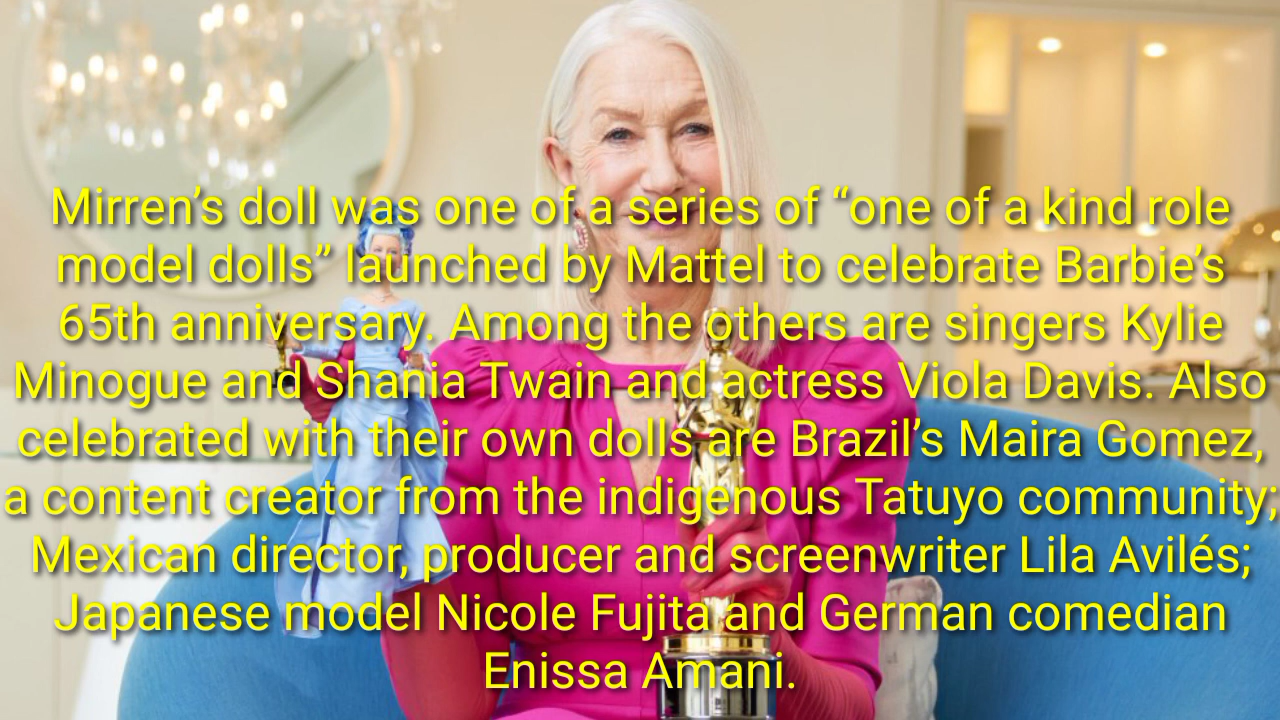 Mirren’s doll was one of a series of “one of a kind role
model dolls” launched by Mattel to celebrate Barbie’s
65th anniversary. Among the others are singers Kylie
Minogue and Shania Twain and actress Viola Davis. Also
celebrated with their own dolls are Brazil’s Maira Gomez,
a content creator from the indigenous Tatuyo community;
Mexican director, producer and screenwriter Lila Avilés;
Japanese model Nicole Fujita and German comedian
Enissa Amani.